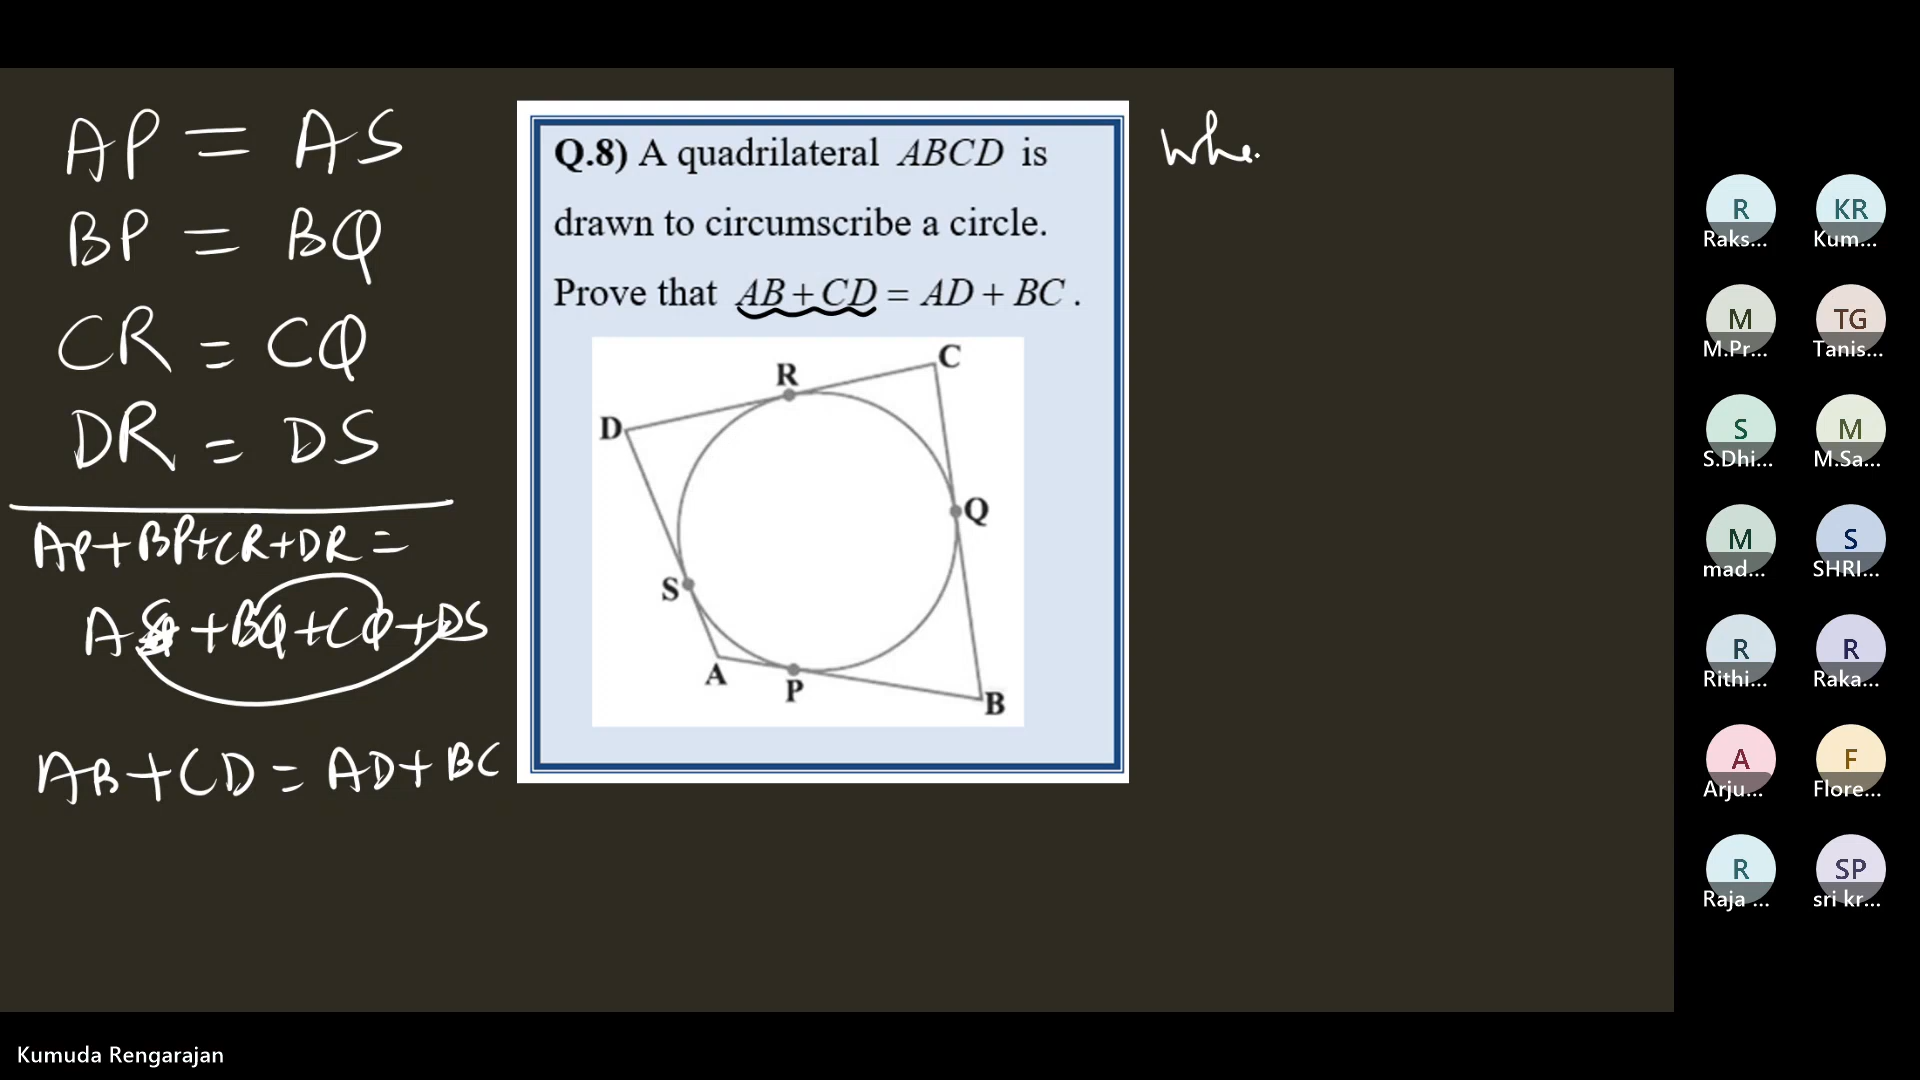 AP = AS
BP = BQ
CR = CQ
DR = DS
AP+BP+CR+DR =
AS +BQ+CQ+DS
AB+CD = AD+BC
Q.8) A quadrilateral ABCD is
drawn to circumscribe a circle.
Prove that AB + CD = AD + BC .
C
R
D
Q
S
A
P
B
Whe.
R KR
Raks... Kum...
M TG
M.Pr... Tanis...
S M
S.Dhi... M.Sa...
M S
mad... SHRI...
R R
Rithi... Raka...
A F
Arju... Flore...
R SP
Raja ... sri kr...
Kumuda Rengarajan